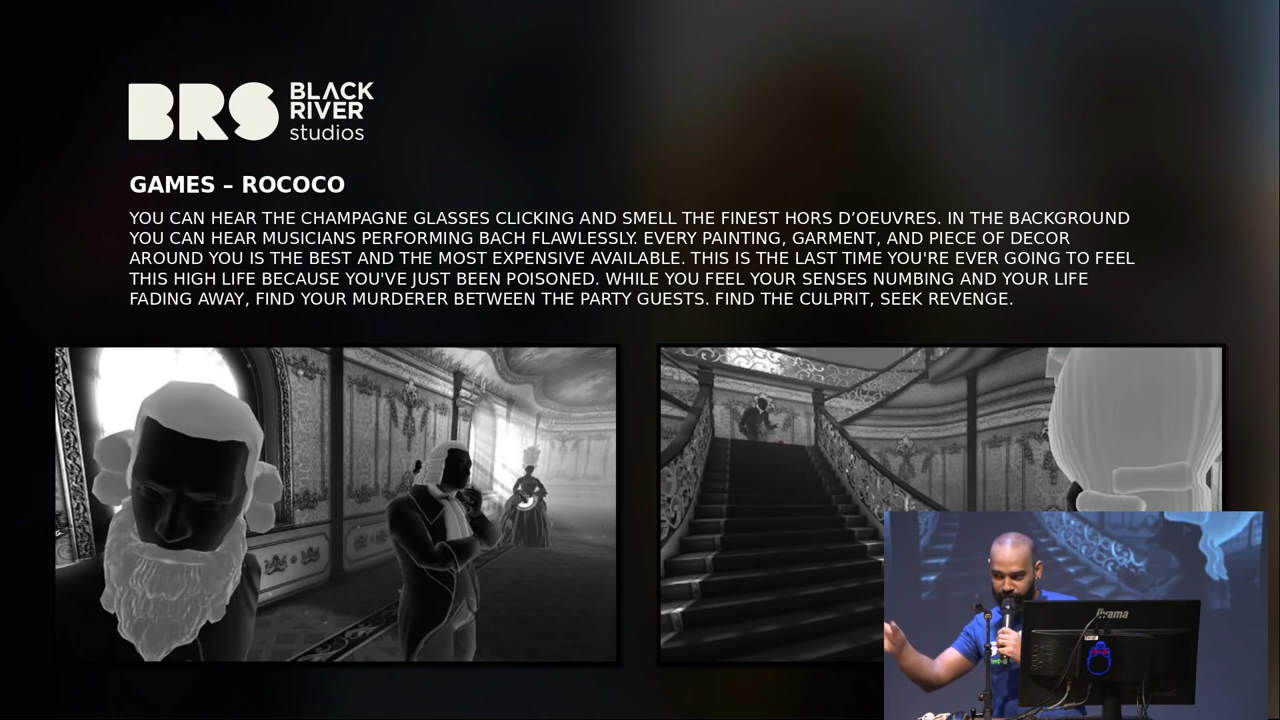 BRS
BLACK
RIVER
studios
GAMES – ROCOCO
YOU CAN HEAR THE CHAMPAGNE GLASSES CLICKING AND SMELL THE FINEST HORS D’OEUVRES. IN THE BACKGROUND
YOU CAN HEAR MUSICIANS PERFORMING BACH FLAWLESSLY. EVERY PAINTING, GARMENT, AND PIECE OF DECOR
AROUND YOU IS THE BEST AND THE MOST EXPENSIVE AVAILABLE. THIS IS THE LAST TIME YOU'RE EVER GOING TO FEEL
THIS HIGH LIFE BECAUSE YOU'VE JUST BEEN POISONED. WHILE YOU FEEL YOUR SENSES NUMBING AND YOUR LIFE
FADING AWAY, FIND YOUR MURDERER BETWEEN THE PARTY GUESTS. FIND THE CULPRIT, SEEK REVENGE.
iiyama